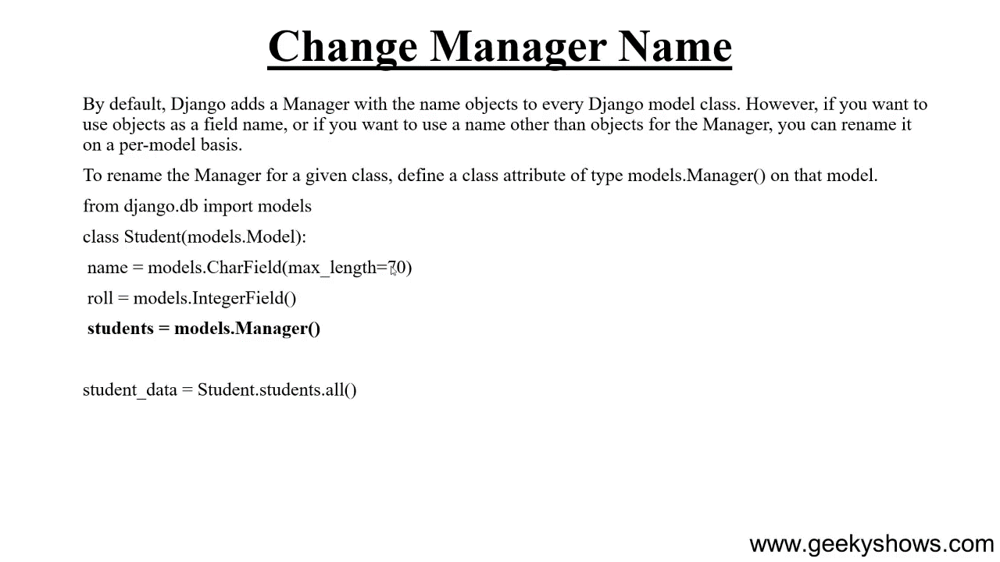 Change Manager Name
By default, Django adds a Manager with the name objects to every Django model class. However, if you want to
use objects as a field name, or if you want to use a name other than objects for the Manager, you can rename it
on a per-model basis.
To rename the Manager for a given class, define a class attribute of type models.Manager() on that model.
from django.db import models
class Student(models.Model):
name = models.CharField(max_length=70)
roll = models.IntegerField()
students = models.Manager()
student_data = Student.students.all()
www.geekyshows.com